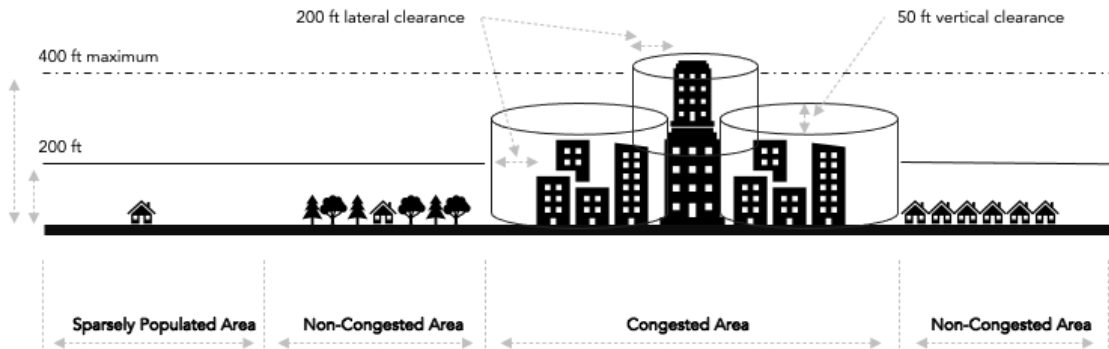 200 ft lateral clearance
50 ft vertical clearance
400 ft maximum
200 ft
Sparsely Populated Area
Non-Congested Area
Congested Area
Non-Congested Area